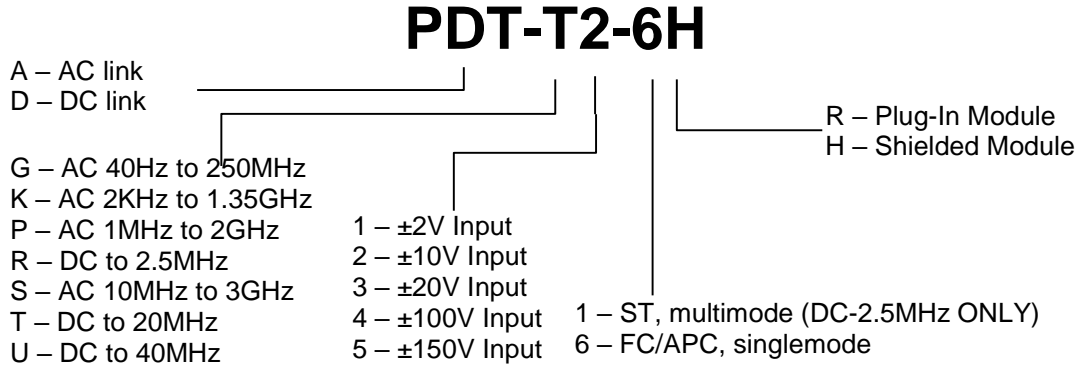 PDT-T2-6H
A – AC link
D – DC link
R – Plug-In Module
H – Shielded Module
G – AC 40Hz to 250MHz
K – AC 2KHz to 1.35GHz
P – AC 1MHz to 2GHz
R – DC to 2.5MHz
S – AC 10MHz to 3GHz
T – DC to 20MHz
U – DC to 40MHz
1 – ±2V Input
2 – ±10V Input
3 – ±20V Input
4 – ±100V Input
5 – ±150V Input
1 – ST, multimode (DC-2.5MHz ONLY)
6 – FC/APC, singlemode